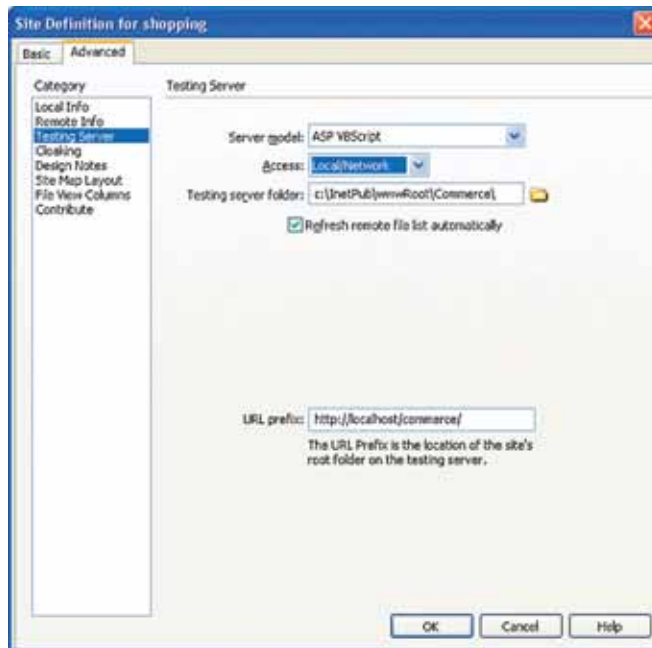 Site Definition for shopping
Basic
Advanced
Category
Local Info
Remote Info
Testing Server
Cloaking
Design Notes
Site Map Layout
File View Columns
Contribute
Testing Server
Server model: ASP VBScript
Access: Local/Network
Testing server folder: c:\InetPub\wwwRoot\Commerce\
Refresh remote file list automatically
URL prefix: http://localhost/commerce/
The URL Prefix is the location of the site's
root folder on the testing server.
OK
Cancel
Help